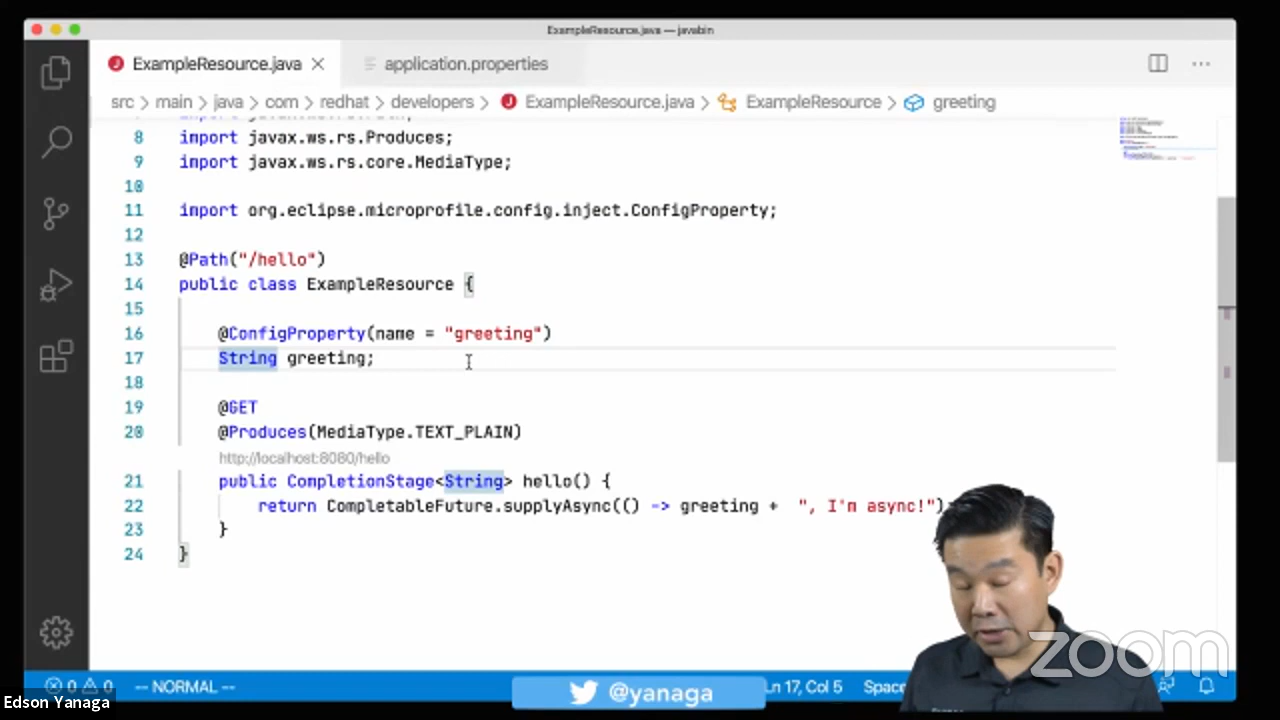 ExampleResource.java — javabin
ExampleResource.java
application.properties
src > main > java > com > redhat > developers > ExampleResource.java > ExampleResource > greeting
8 import javax.ws.rs.Produces;
9 import javax.ws.rs.core.MediaType;
10
11 import org.eclipse.microprofile.config.inject.ConfigProperty;
12
13 @Path("/hello")
14 public class ExampleResource {
15
16 @ConfigProperty(name = "greeting")
17 String greeting;
18
19 @GET
20 @Produces(MediaType.TEXT_PLAIN)
http://localhost:8080/hello
21 public CompletionStage<String> hello() {
22 return CompletableFuture.supplyAsync(() -> greeting + ", I'm async!")
23 }
24 }
zoom
0 0 -- NORMAL --
@yanaga
Ln 17, Col 5
Edson Yanaga